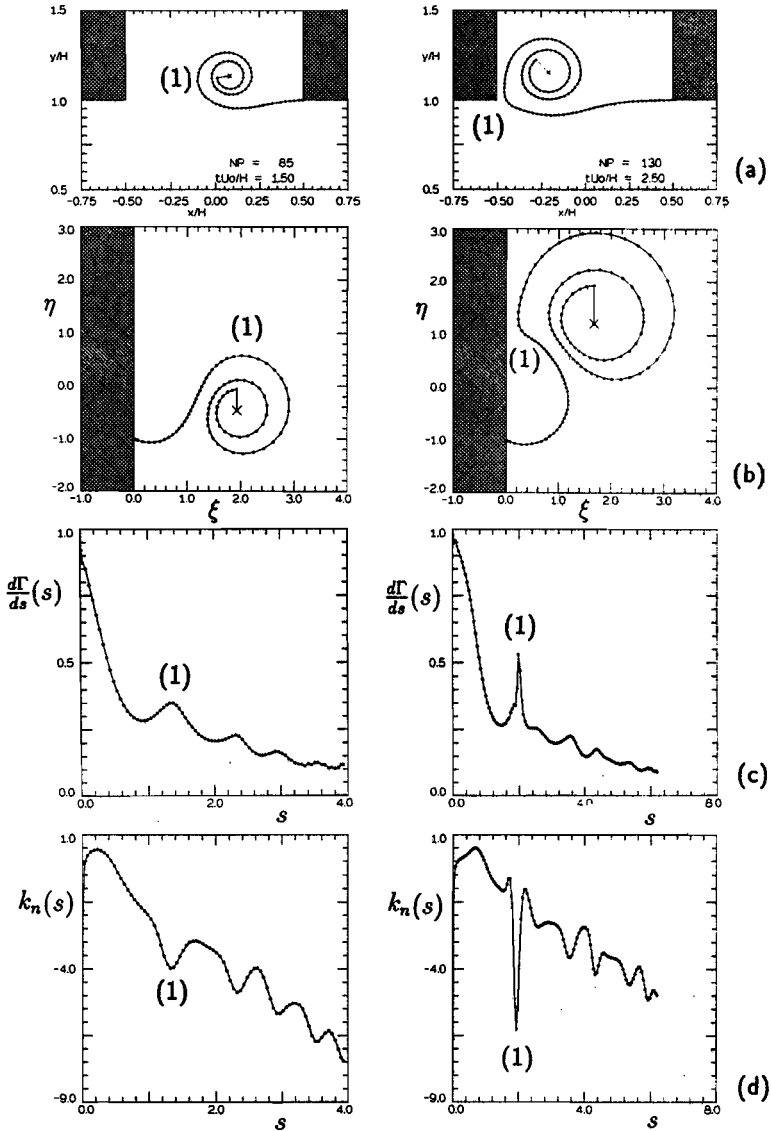 1.5
y/H
(1)
1.0
NP = 85
tUo/H = 1.50
0.5
-0.75 -0.50 -0.25 0.00 0.25 0.50 0.75
x/H
1.5
y/H
1.0
(1)
NP = 130
tUo/H = 2.50
0.5
-0.75 -0.50 -0.25 0.00 0.25 0.50 0.75
x/H
(a)
3.0
2.0
η
(1)
1.0
0.0
-1.0
-2.0
-1.0 0.0 1.0 2.0 3.0 4.0
ξ
3.0
2.0
η
1.0
(1)
0.0
-1.0
-2.0
-1.0 0.0 1.0 2.0 3.0 4.0
ξ
(b)
1.0
dΓ/ds (s)
(1)
0.5
0.0
0.0 2.0 4.0
s
1.0
dΓ/ds (s)
(1)
0.5
0.0
0.0 4.0 8.0
s
(c)
1.0
kn(s)
-4.0
(1)
-9.0
0.0 2.0 4.0
s
1.0
kn(s)
-4.0
(1)
-9.0
0.0 4.0 8.0
s
(d)